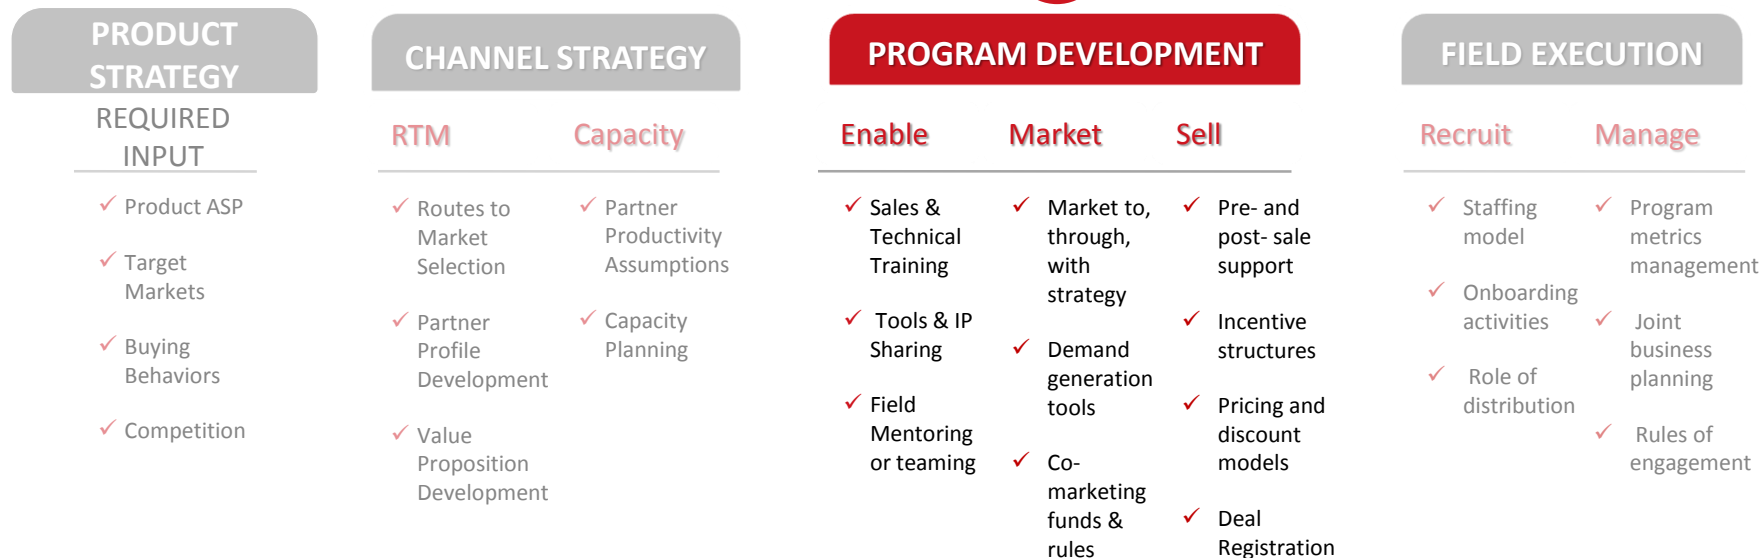 PRODUCT
STRATEGY
REQUIRED
INPUT
✓ Product ASP
✓ Target
Markets
✓ Buying
Behaviors
✓ Competition
CHANNEL STRATEGY
RTM
✓ Routes to
Market
Selection
✓ Partner
Profile
Development
✓ Value
Proposition
Development
Capacity
✓ Partner
Productivity
Assumptions
✓ Capacity
Planning
PROGRAM DEVELOPMENT
Enable
✓ Sales &
Technical
Training
✓ Tools & IP
Sharing
✓ Field
Mentoring
or teaming
Market
✓ Market to,
through,
with
strategy
✓ Demand
generation
tools
✓ Co-
marketing
funds &
rules
Sell
✓ Pre- and
post- sale
support
✓ Incentive
structures
✓ Pricing and
discount
models
✓ Deal
Registration
FIELD EXECUTION
Recruit
✓ Staffing
model
✓ Onboarding
activities
✓ Role of
distribution
Manage
✓ Program
metrics
management
✓ Joint
business
planning
✓ Rules of
engagement